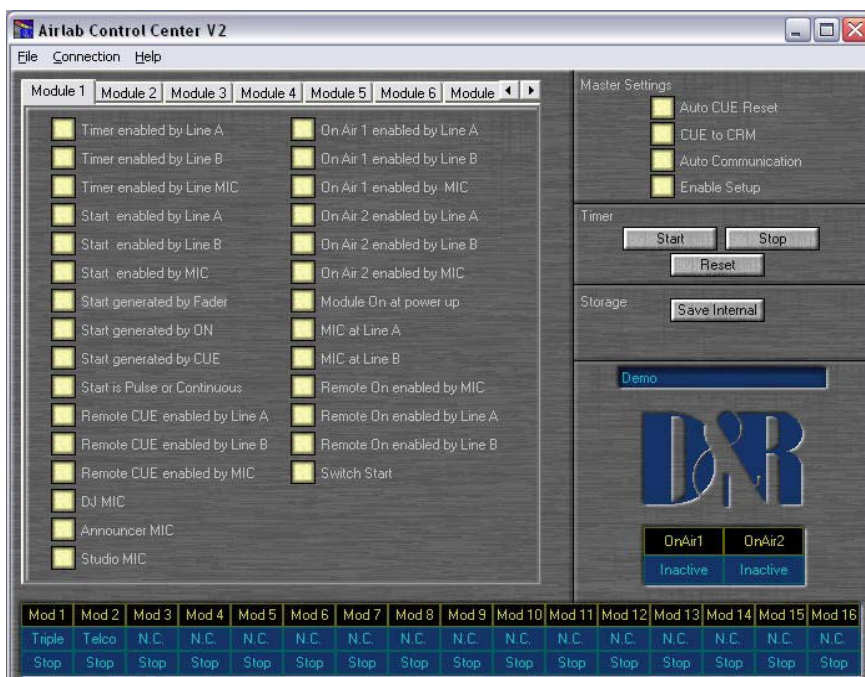 Airlab Control Center V2
File Connection Help
Module 1 Module 2 Module 3 Module 4 Module 5 Module 6 Module
Timer enabled by Line A
Timer enabled by Line B
Timer enabled by Line MIC
Start enabled by Line A
Start enabled by Line B
Start enabled by MIC
Start generated by Fader
Start generated by ON
Start generated by CUE
Start is Pulse or Continuous
Remote CUE enabled by Line A
Remote CUE enabled by Line B
Remote CUE enabled by MIC
DJ MIC
Announcer MIC
Studio MIC
On Air 1 enabled by Line A
On Air 1 enabled by Line B
On Air 1 enabled by MIC
On Air 2 enabled by Line A
On Air 2 enabled by Line B
On Air 2 enabled by MIC
Module On at power up
MIC at Line A
MIC at Line B
Remote On enabled by MIC
Remote On enabled by Line A
Remote On enabled by Line B
Switch Start
Master Settings
Auto CUE Reset
CUE to CRM
Auto Communication
Enable Setup
Timer
Start Stop
Reset
Storage
Save Internal
Demo
D&R
OnAir1 OnAir2
Inactive Inactive
Mod 1 Mod 2 Mod 3 Mod 4 Mod 5 Mod 6 Mod 7 Mod 8 Mod 9 Mod 10 Mod 11 Mod 12 Mod 13 Mod 14 Mod 15 Mod 16
Triple Telco N.C. N.C. N.C. N.C. N.C. N.C. N.C. N.C. N.C. N.C. N.C. N.C. N.C. N.C.
Stop Stop Stop Stop Stop Stop Stop Stop Stop Stop Stop Stop Stop Stop Stop Stop